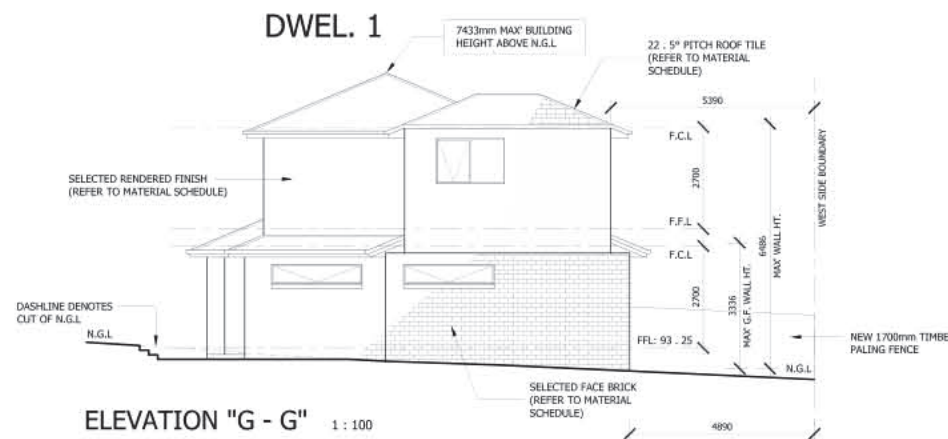 DWEL. 1
7433mm MAX' BUILDING
HEIGHT ABOVE N.G.L
22 . 5° PITCH ROOF TILE
(REFER TO MATERIAL
SCHEDULE)
5390
F.C.L
2700
SELECTED RENDERED FINISH
(REFER TO MATERIAL SCHEDULE)
F.F.L
F.C.L
2700
3336
MAX' G.F. WALL HT.
6486
MAX' WALL HT.
WEST SIDE BOUNDARY
DASHLINE DENOTES
CUT OF N.G.L
N.G.L
FFL: 93 . 25
NEW 1700mm TIMBE
PALING FENCE
N.G.L
SELECTED FACE BRICK
(REFER TO MATERIAL
SCHEDULE)
4890
ELEVATION "G - G" 1 : 100